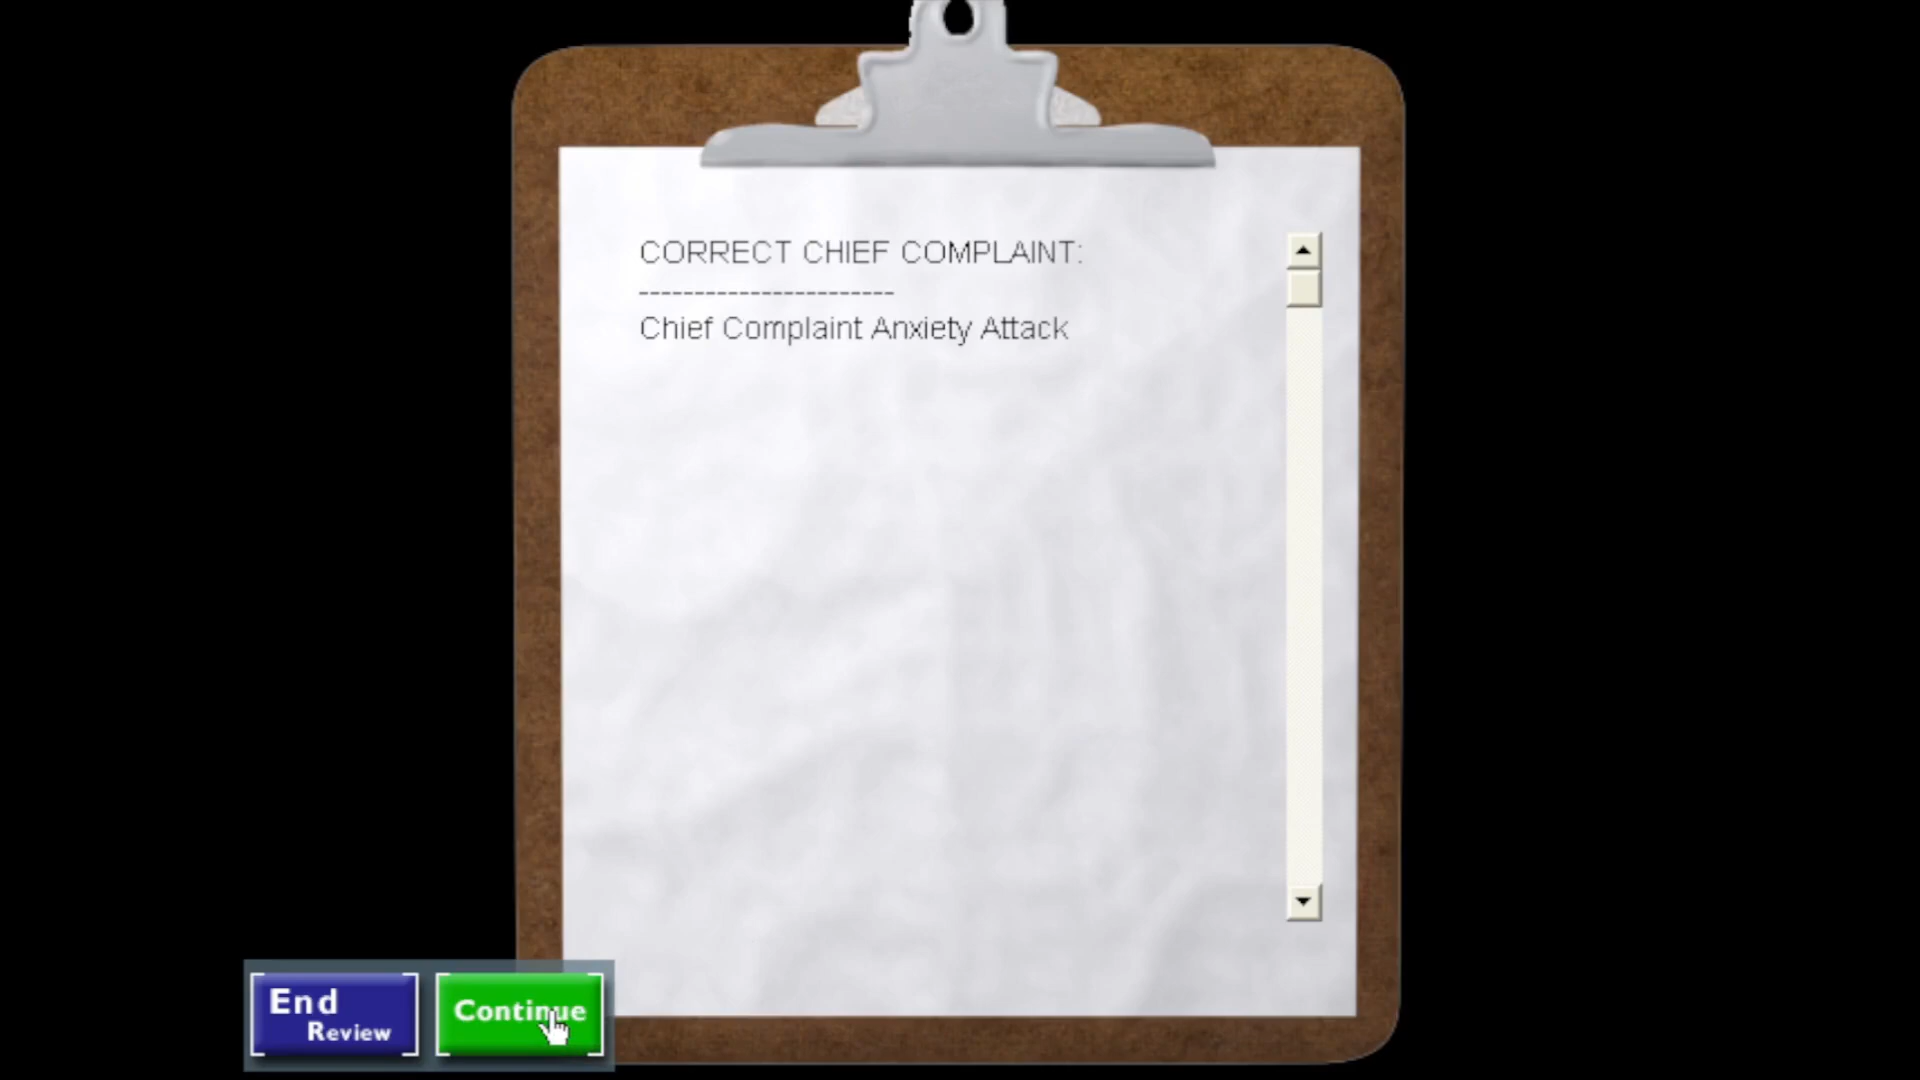 CORRECT CHIEF COMPLAINT:
-----------------------
Chief Complaint Anxiety Attack
End
Review
Continue